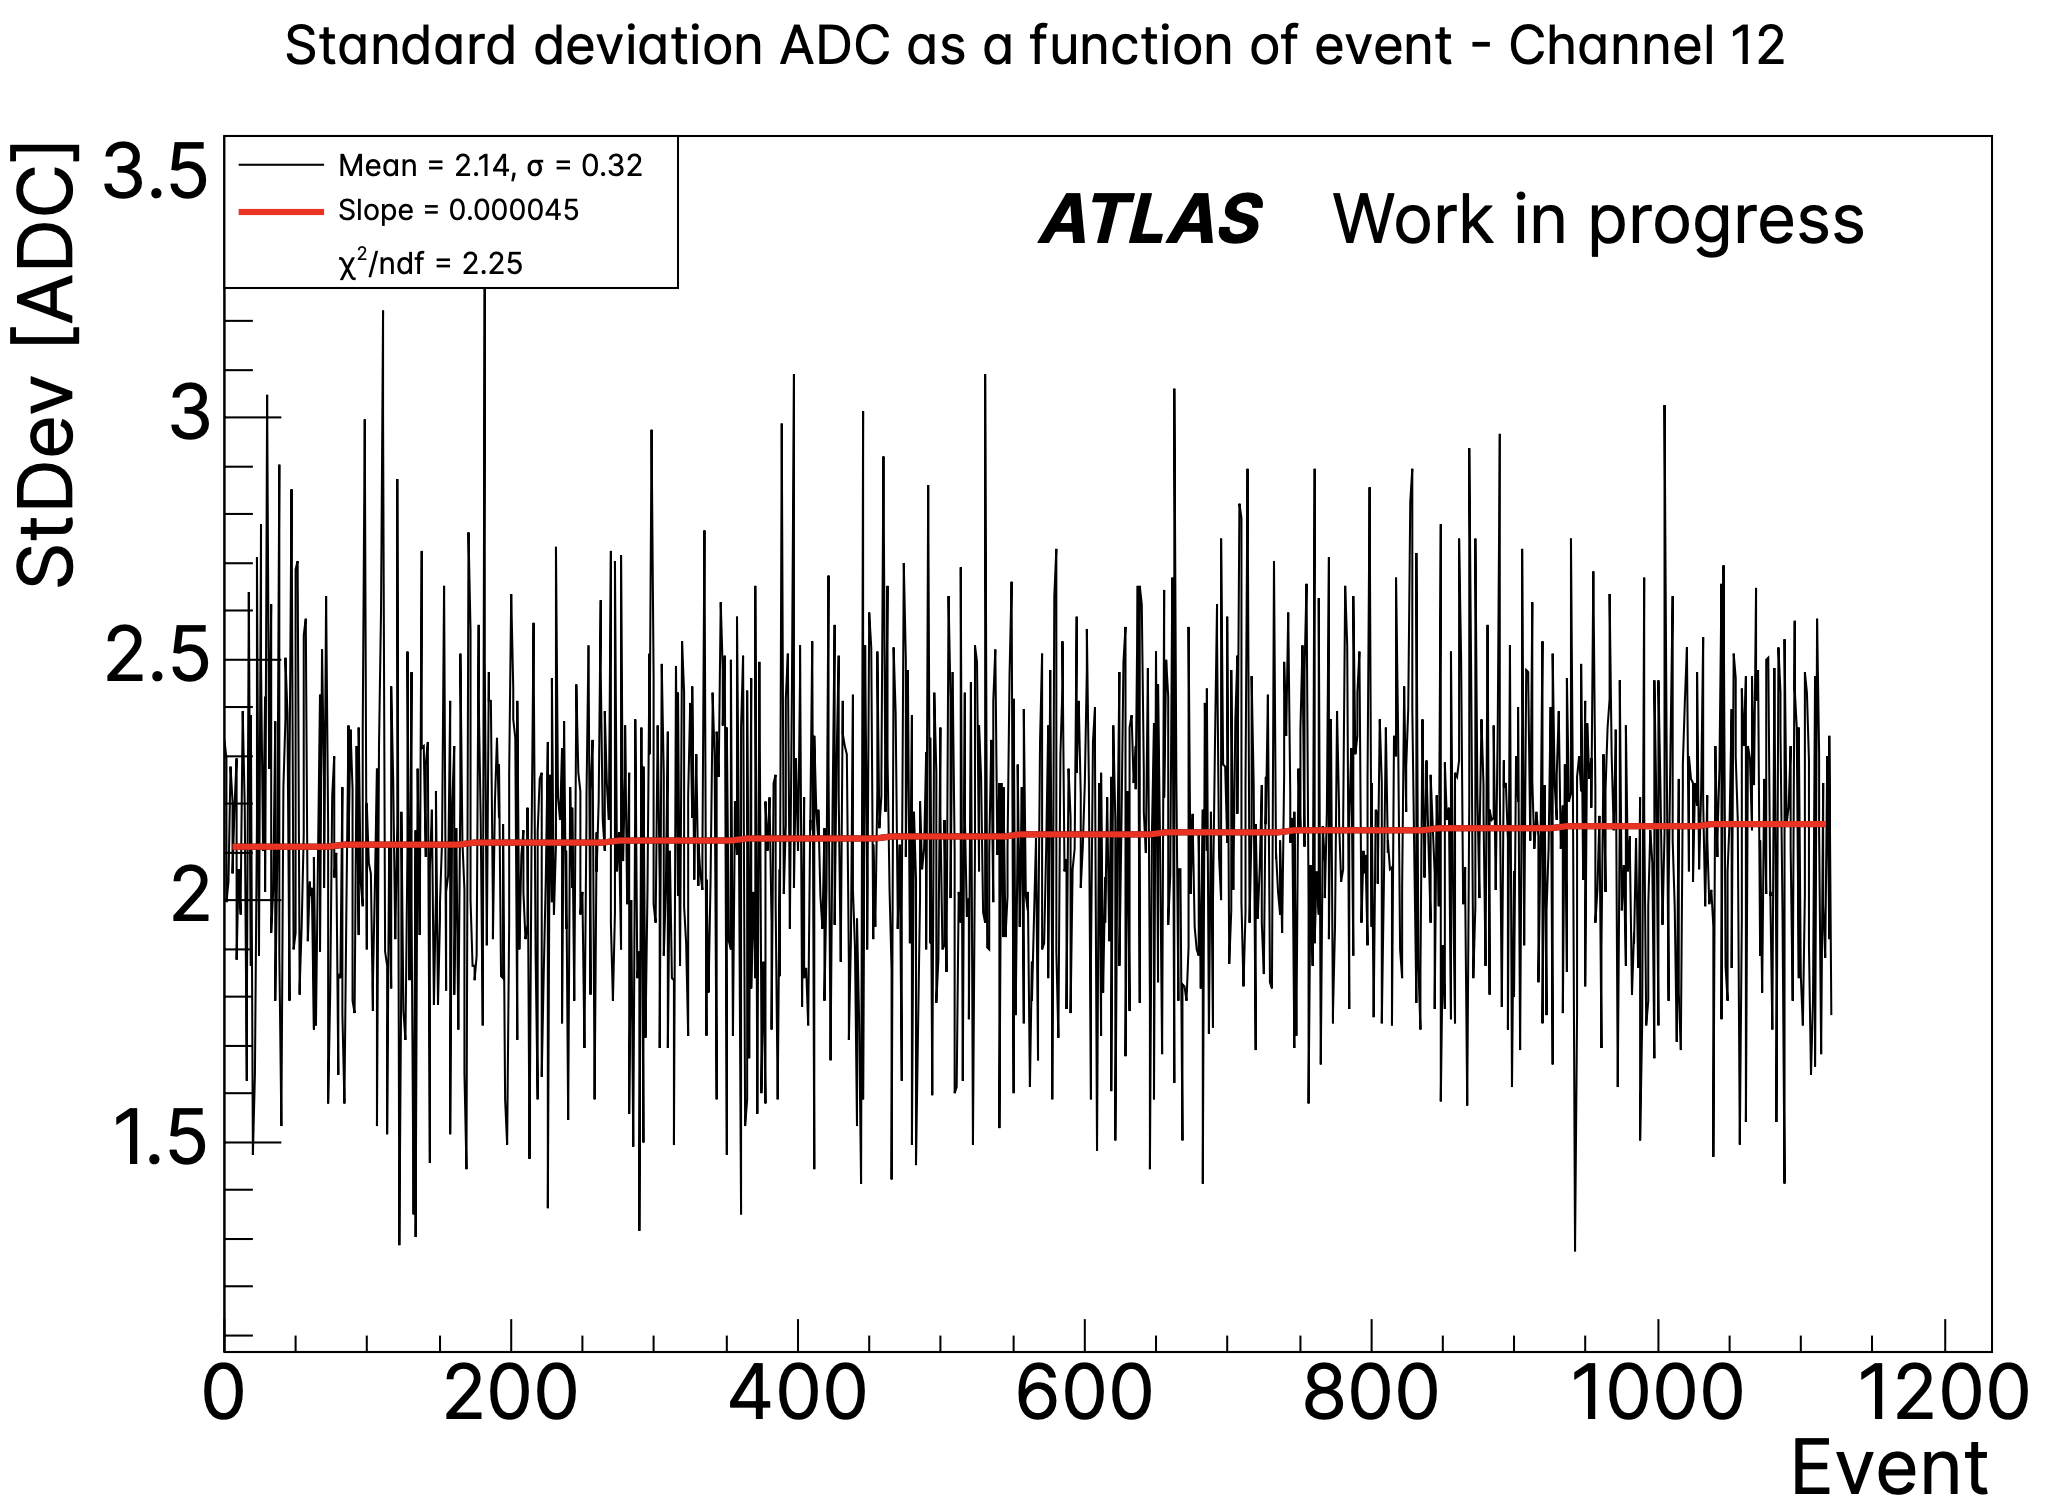 Standard deviation ADC as a function of event - Channel 12
StDev [ADC]
3.5
3
2.5
2
1.5
Mean = 2.14, σ = 0.32
Slope = 0.000045
χ²/ndf = 2.25
ATLAS Work in progress
0 200 400 600 800 1000 1200
Event